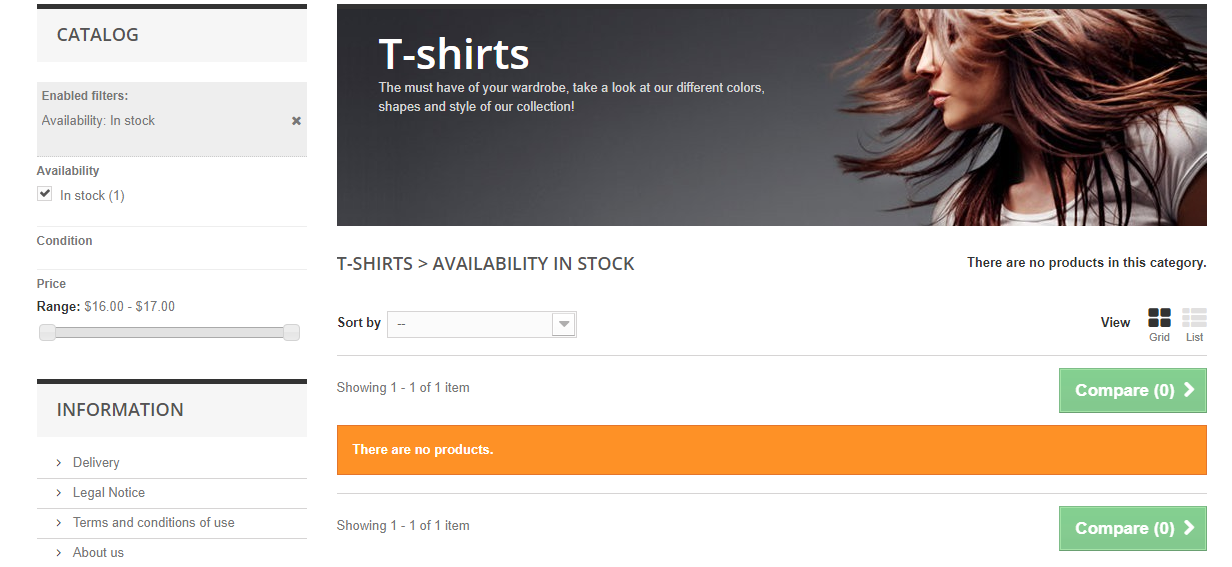 CATALOG
Enabled filters:
Availability: In stock
Availability
In stock (1)
Condition
Price
Range: $16.00 - $17.00
INFORMATION
Delivery
Legal Notice
Terms and conditions of use
About us
T-shirts
The must have of your wardrobe, take a look at our different colors,
shapes and style of our collection!
T-SHIRTS > AVAILABILITY IN STOCK
There are no products in this category.
Sort by --
View
Grid
List
Showing 1 - 1 of 1 item
Compare (0)
There are no products.
Showing 1 - 1 of 1 item
Compare (0)